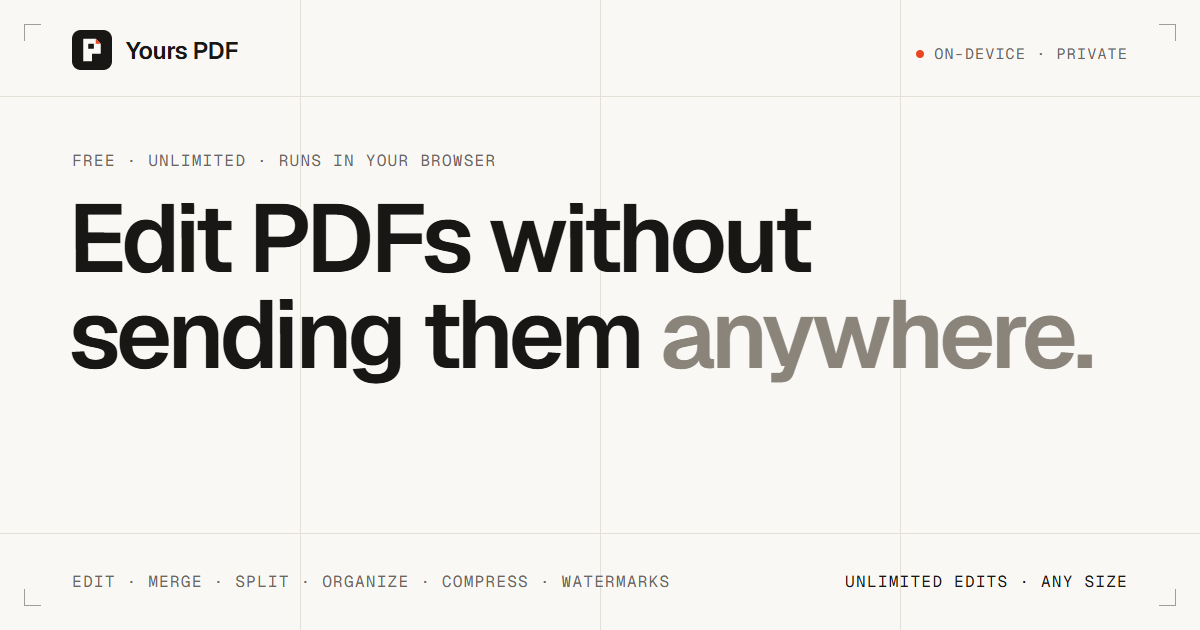 Yours PDF
ON-DEVICE · PRIVATE
FREE · UNLIMITED · RUNS IN YOUR BROWSER
Edit PDFs without
sending them anywhere.
EDIT · MERGE · SPLIT · ORGANIZE · COMPRESS · WATERMARKS
UNLIMITED EDITS · ANY SIZE